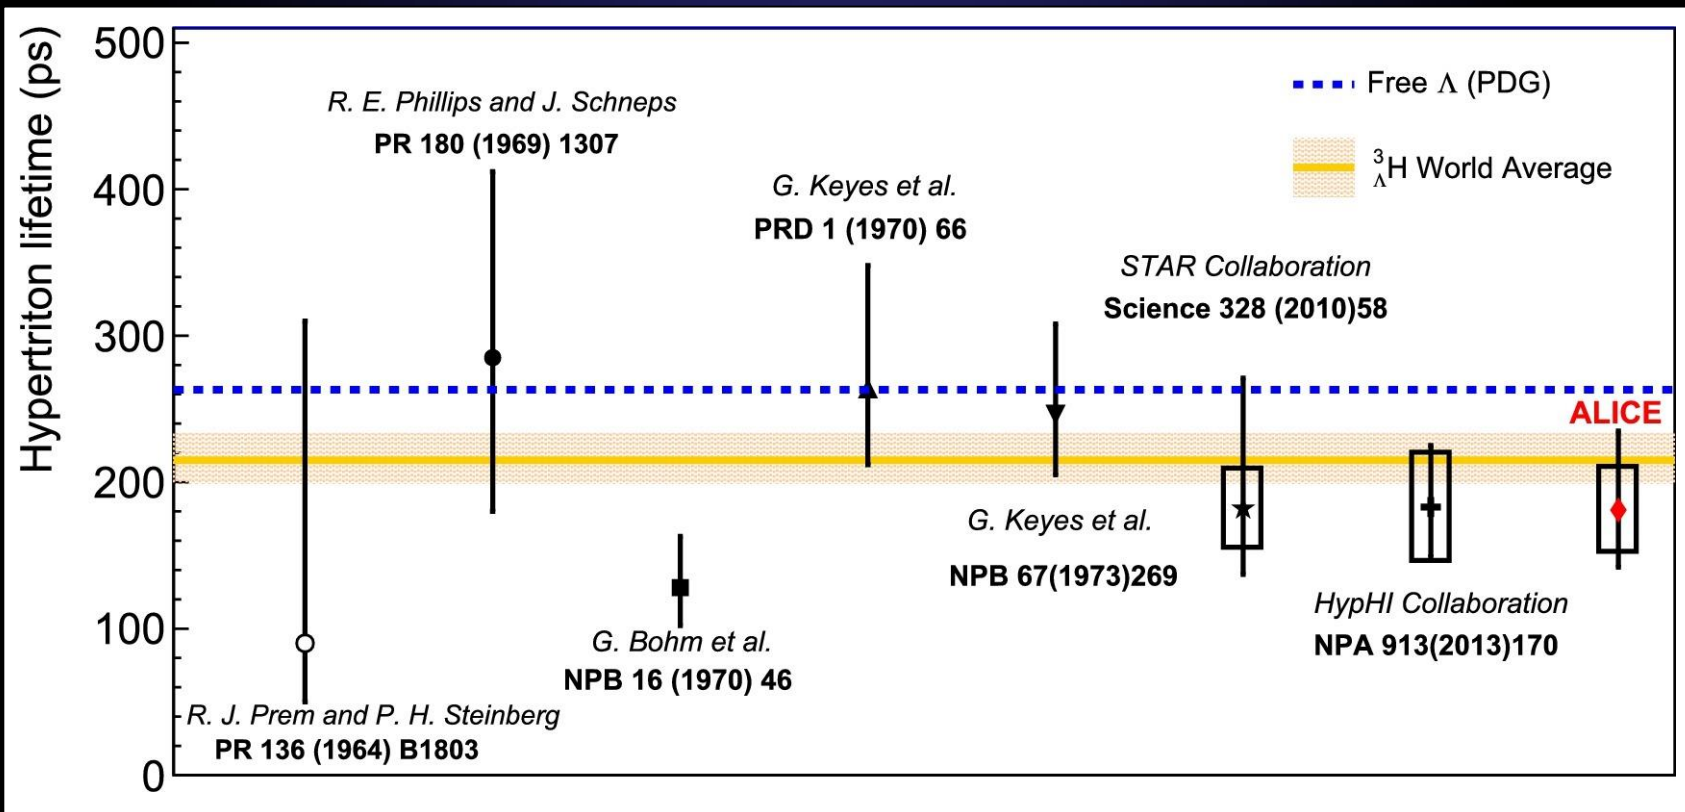 Hypertriton lifetime (ps)
500
400
300
200
100
0
R. E. Phillips and J. Schneps
PR 180 (1969) 1307
G. Keyes et al.
PRD 1 (1970) 66
Free Λ (PDG)
³ΛH World Average
STAR Collaboration
Science 328 (2010)58
ALICE
G. Keyes et al.
NPB 67(1973)269
HypHI Collaboration
NPA 913(2013)170
G. Bohm et al.
NPB 16 (1970) 46
R. J. Prem and P. H. Steinberg
PR 136 (1964) B1803